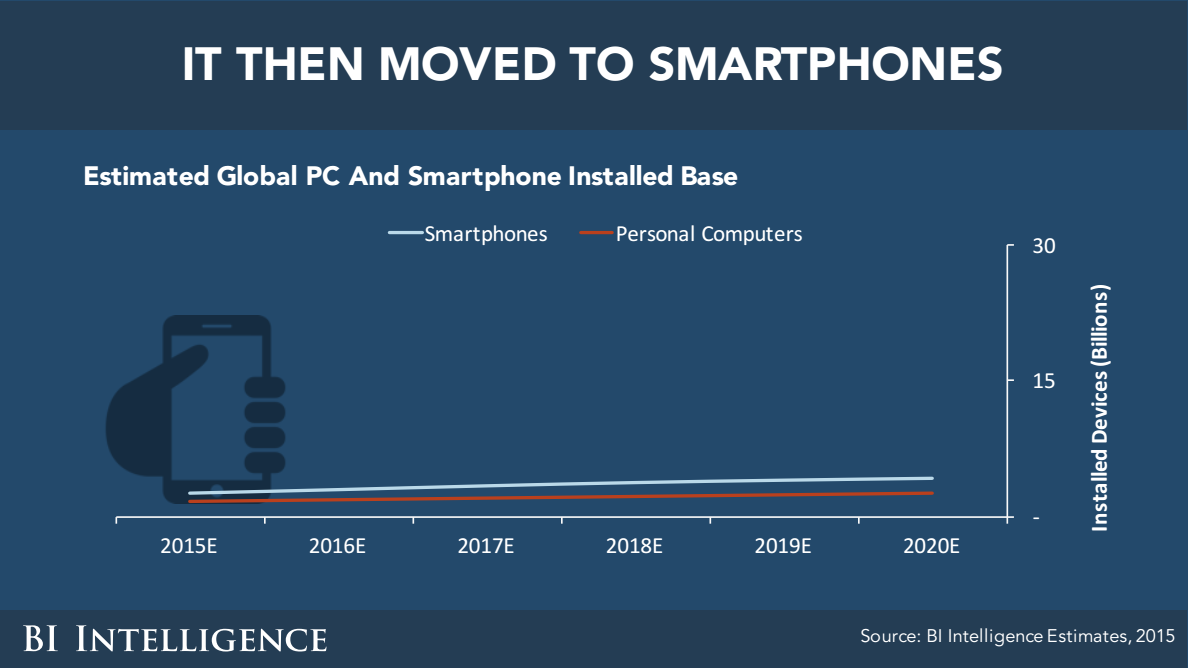 IT THEN MOVED TO SMARTPHONES
Estimated Global PC And Smartphone Installed Base
Smartphones Personal Computers
30
15
-
Installed Devices (Billions)
2015E 2016E 2017E 2018E 2019E 2020E
BI INTELLIGENCE
Source: BI Intelligence Estimates, 2015